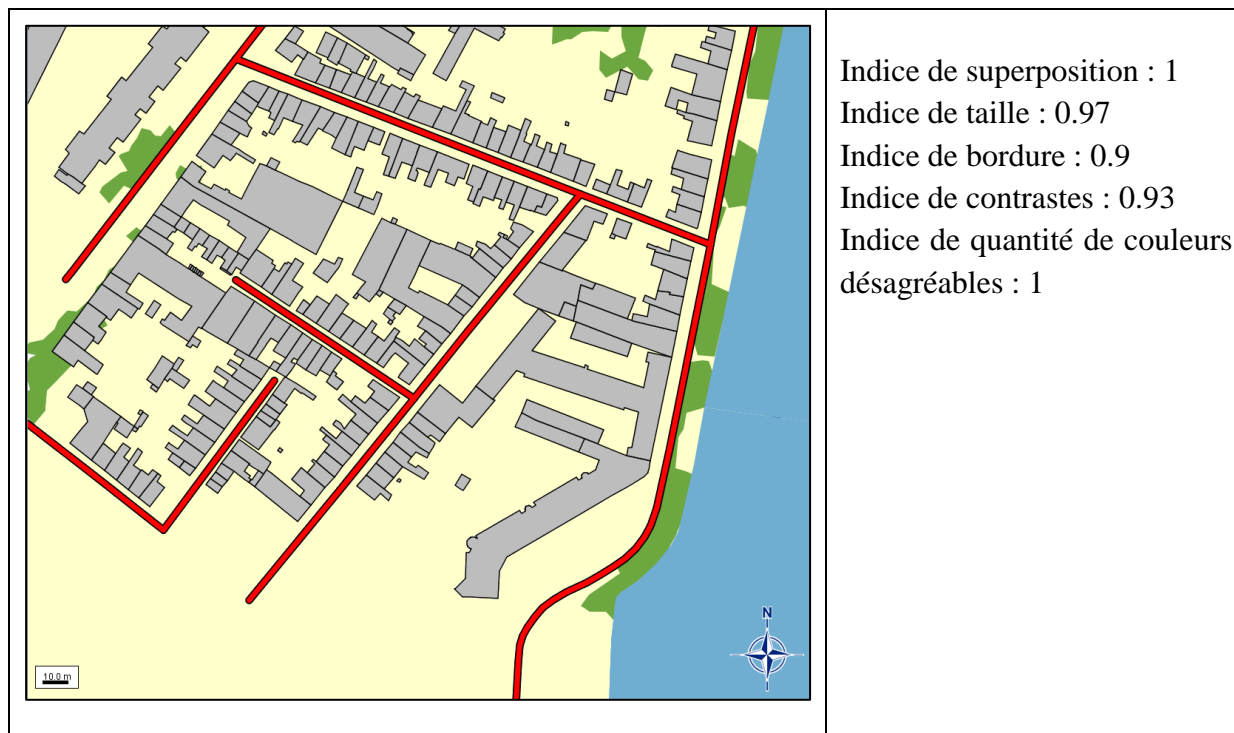 Indice de superposition : 1
Indice de taille : 0.97
Indice de bordure : 0.9
Indice de contrastes : 0.93
Indice de quantité de couleurs
désagréables : 1
N
10.0 m